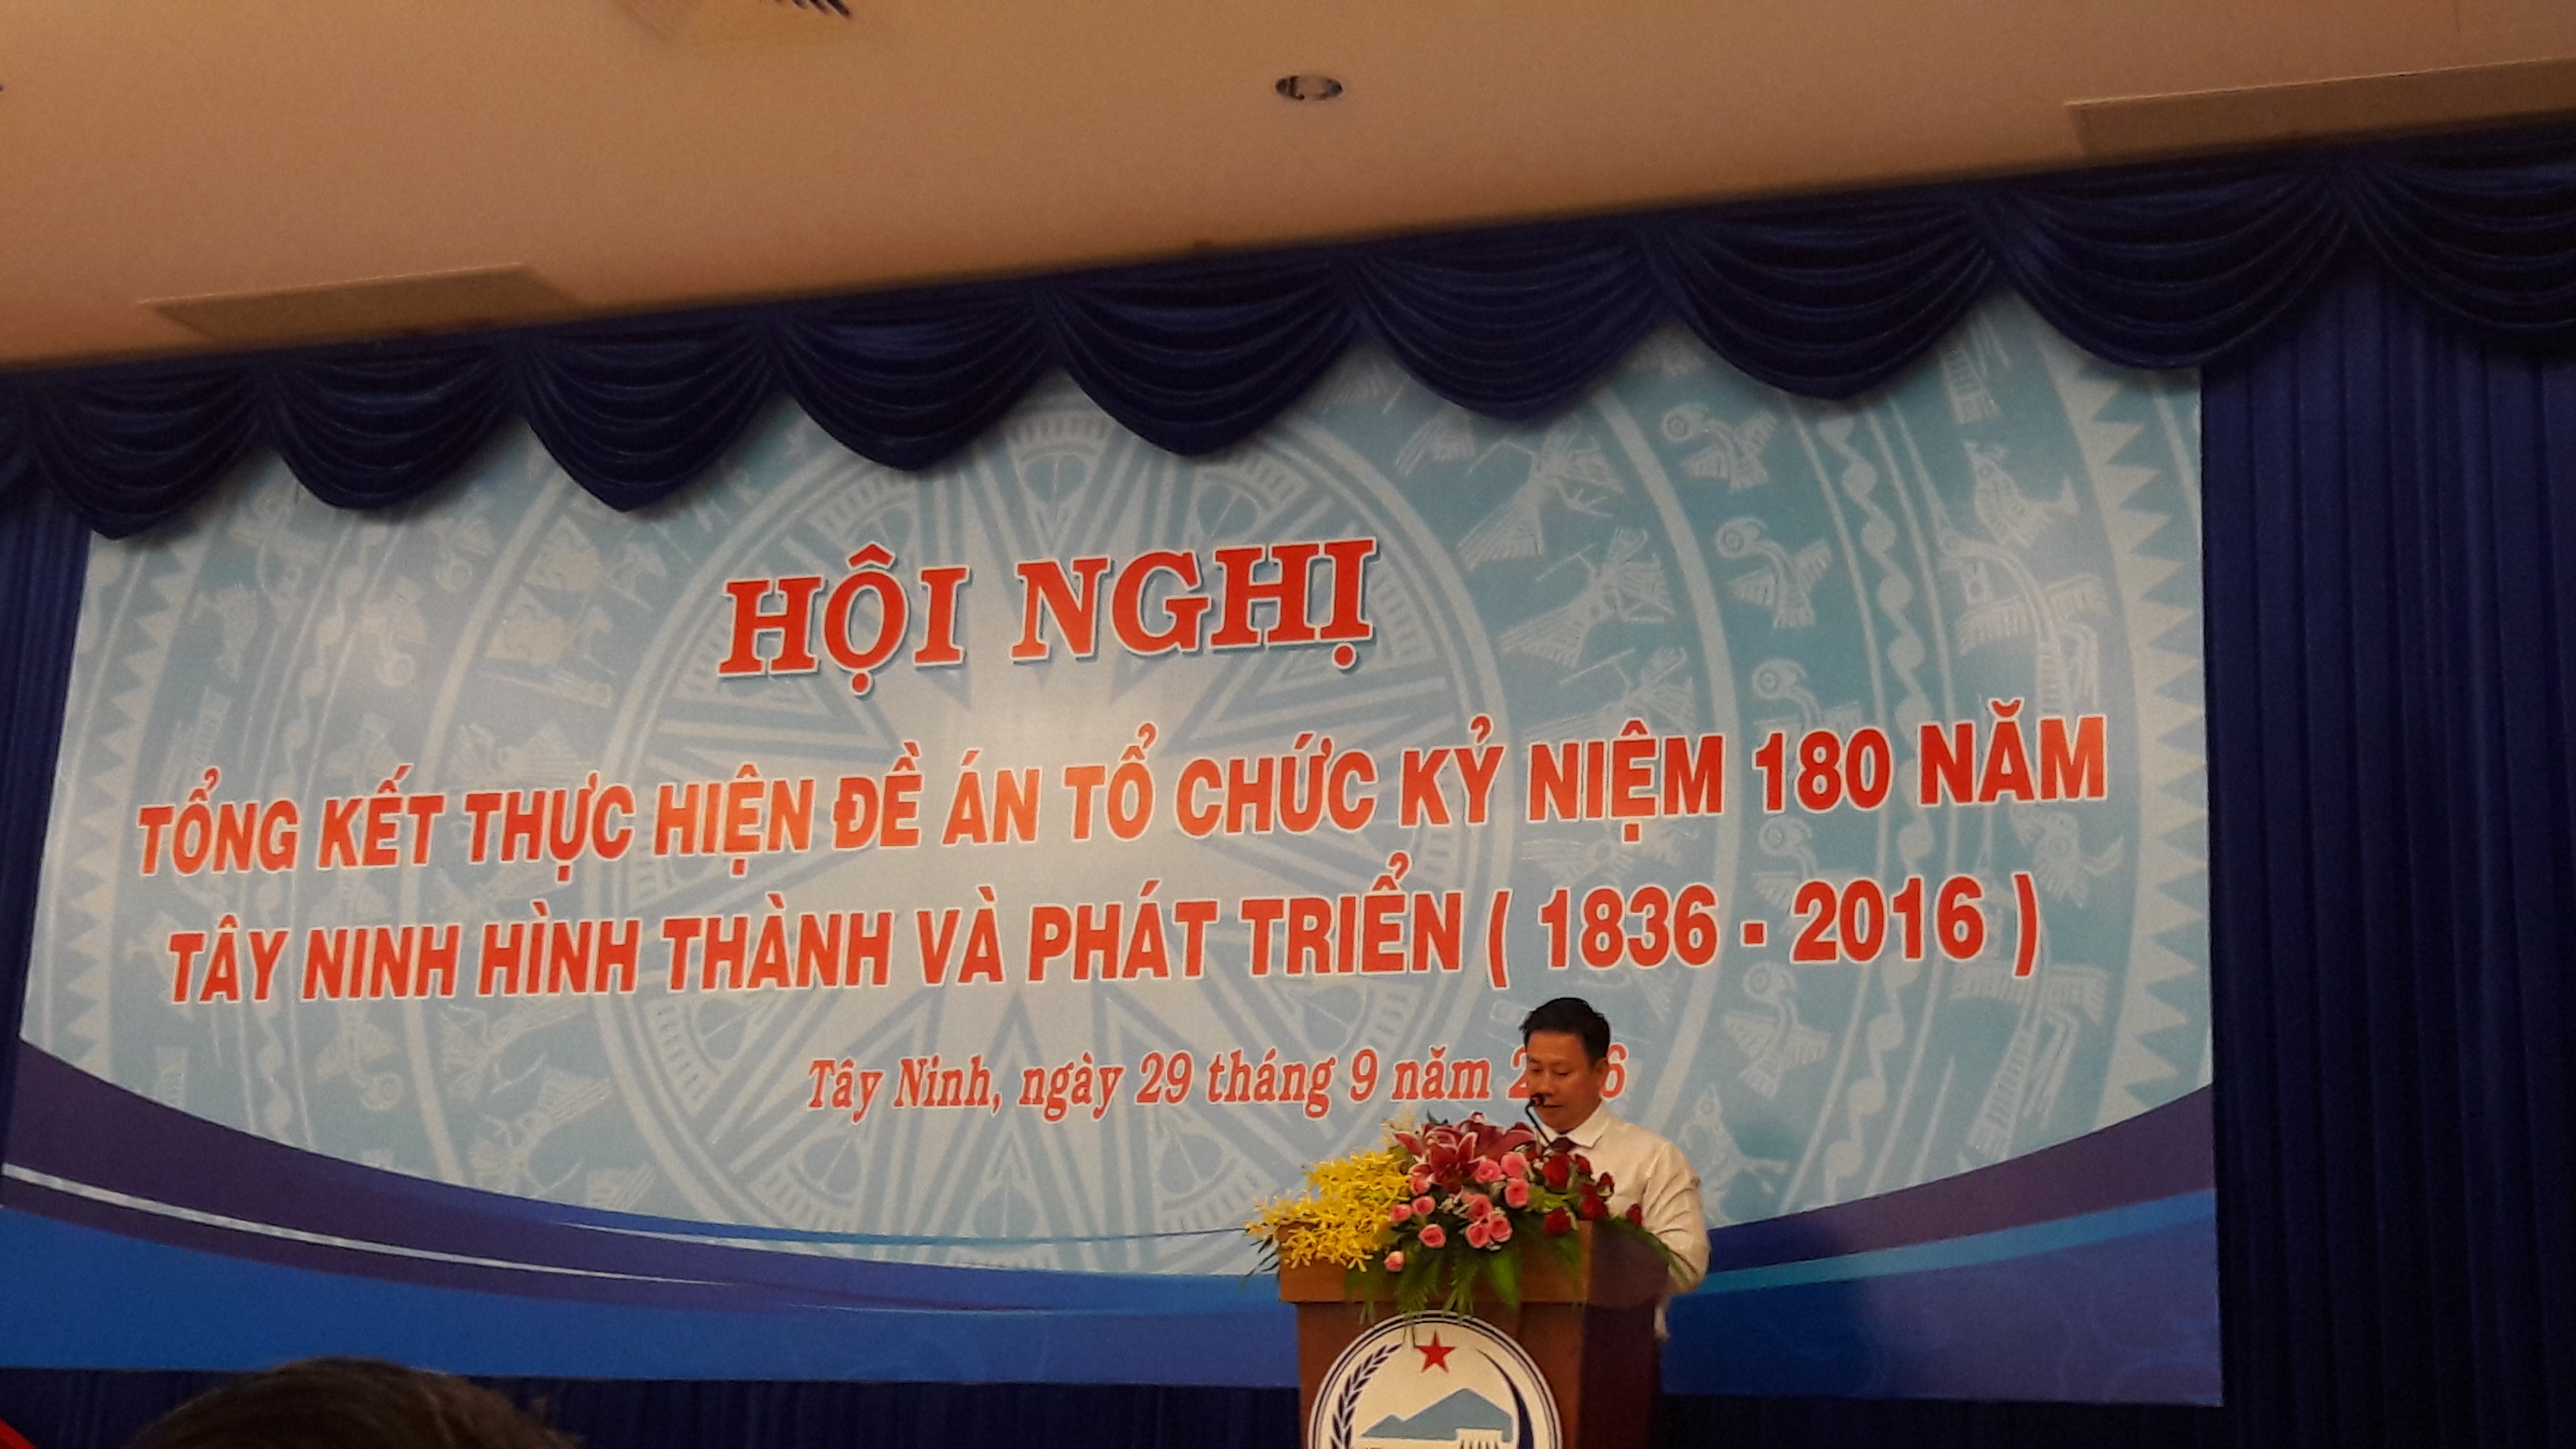 HỘI NGHỊ
TỔNG KẾT THỰC HIỆN ĐỀ ÁN TỔ CHỨC KỶ NIỆM 180 NĂM
TÂY NINH HÌNH THÀNH VÀ PHÁT TRIỂN ( 1836 - 2016 )
Tây Ninh, ngày 29 tháng 9 năm